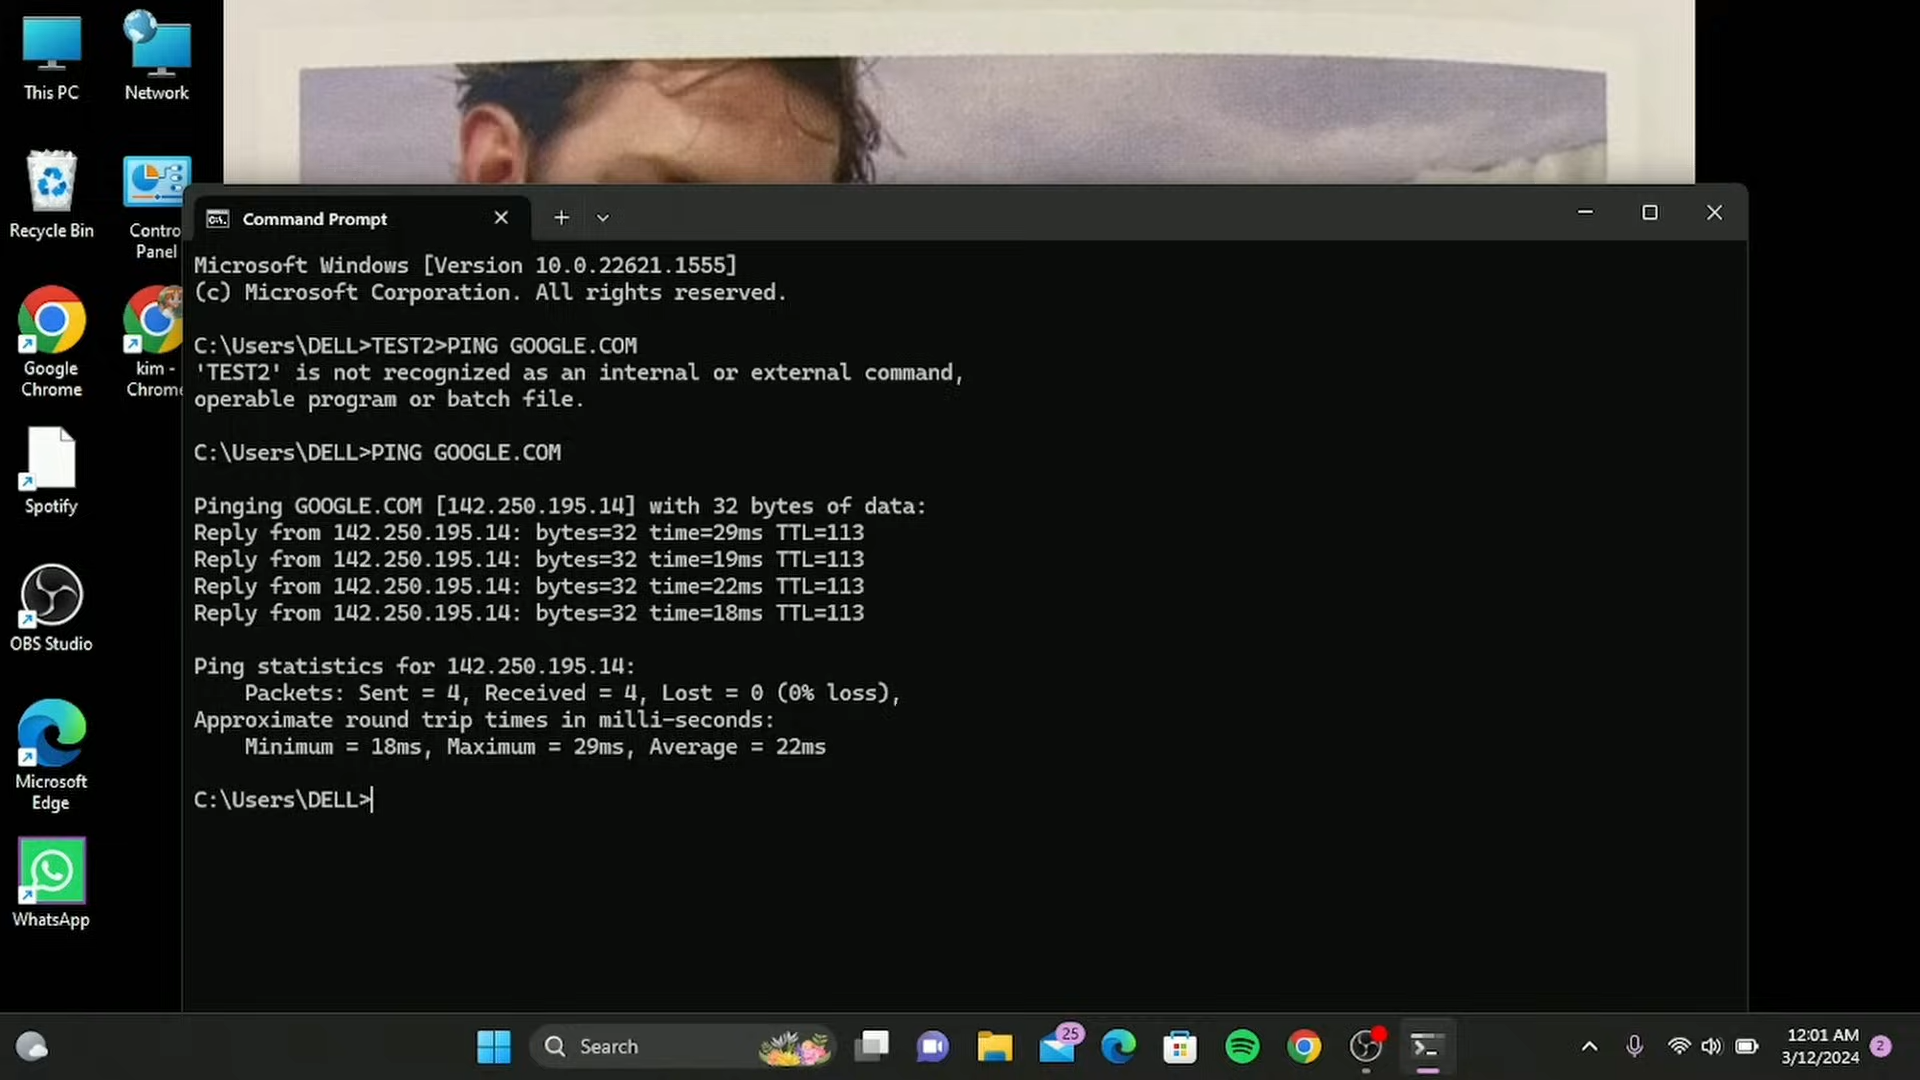 This PC
Network
Recycle Bin
Contro
Panel
Google
Chrome
kim -
Chrome
Spotify
OBS Studio
Microsoft
Edge
WhatsApp
Command Prompt
Microsoft Windows [Version 10.0.22621.1555]
(c) Microsoft Corporation. All rights reserved.
C:\Users\DELL>TEST2>PING GOOGLE.COM
'TEST2' is not recognized as an internal or external command,
operable program or batch file.
C:\Users\DELL>PING GOOGLE.COM
Pinging GOOGLE.COM [142.250.195.14] with 32 bytes of data:
Reply from 142.250.195.14: bytes=32 time=29ms TTL=113
Reply from 142.250.195.14: bytes=32 time=19ms TTL=113
Reply from 142.250.195.14: bytes=32 time=22ms TTL=113
Reply from 142.250.195.14: bytes=32 time=18ms TTL=113
Ping statistics for 142.250.195.14:
Packets: Sent = 4, Received = 4, Lost = 0 (0% loss),
Approximate round trip times in milli-seconds:
Minimum = 18ms, Maximum = 29ms, Average = 22ms
C:\Users\DELL>
Search
25
12:01 AM
3/12/2024
2